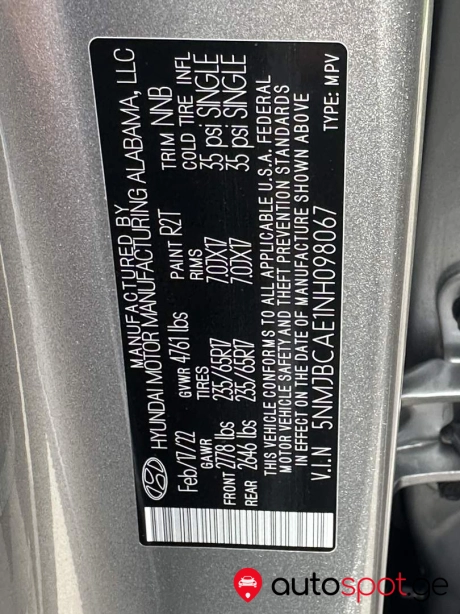 MANUFACTURED BY
HYUNDAI MOTOR MANUFACTURING ALABAMA, LLC
Feb/17/22 GVWR 4761 lbs PAINT R2T TRIM NNB
GAWR TIRES RIMS COLD TIRE INFL
FRONT 2778 lbs 235/65R17 7.0JX17 35 psi SINGLE
REAR 2646 lbs 235/65R17 7.0JX17 35 psi SINGLE
THIS VEHICLE CONFORMS TO ALL APPLICABLE U.S.A. FEDERAL
MOTOR VEHICLE SAFETY AND THEFT PREVENTION STANDARDS
IN EFFECT ON THE DATE OF MANUFACTURE SHOWN ABOVE
V.I.N 5NMJBCAE1NH098067 TYPE: MPV
autospot.ge